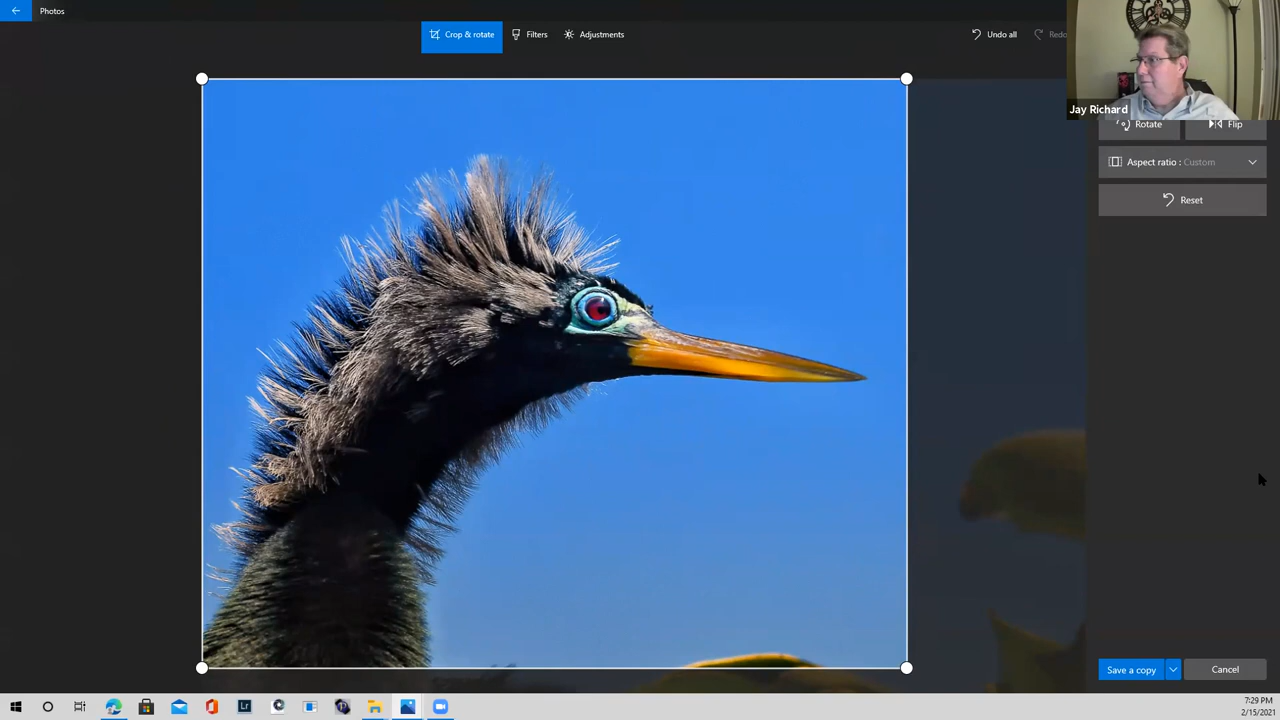 Photos
Crop & rotate
Filters
Adjustments
Undo all
Redo
Jay Richard
Rotate
Flip
Aspect ratio : Custom
Reset
Save a copy
Cancel
Lr
7:29 PM
2/15/2021